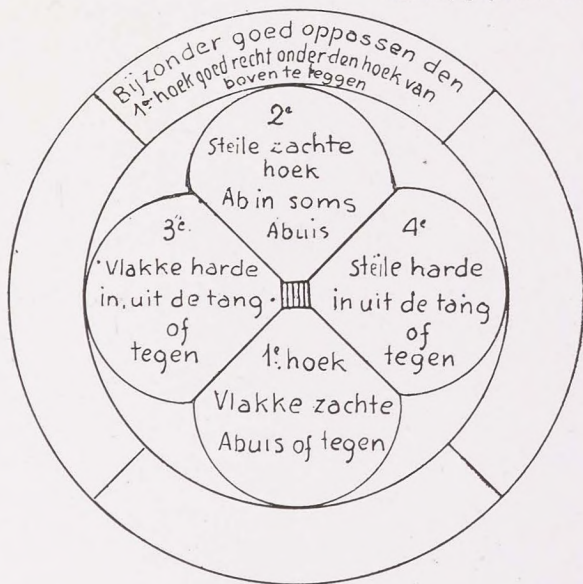 Bijzonder goed oppassen den
1e hoek goed recht onder den hoek van
boven te leggen
2e
Steile zachte
hoek
Ab in soms
Abuis
3e.
Vlakke harde
in, uit de tang
of
tegen
4e
Steile harde
in uit de tang
of
tegen
1e. hoek
Vlakke zachte
Abuis of tegen